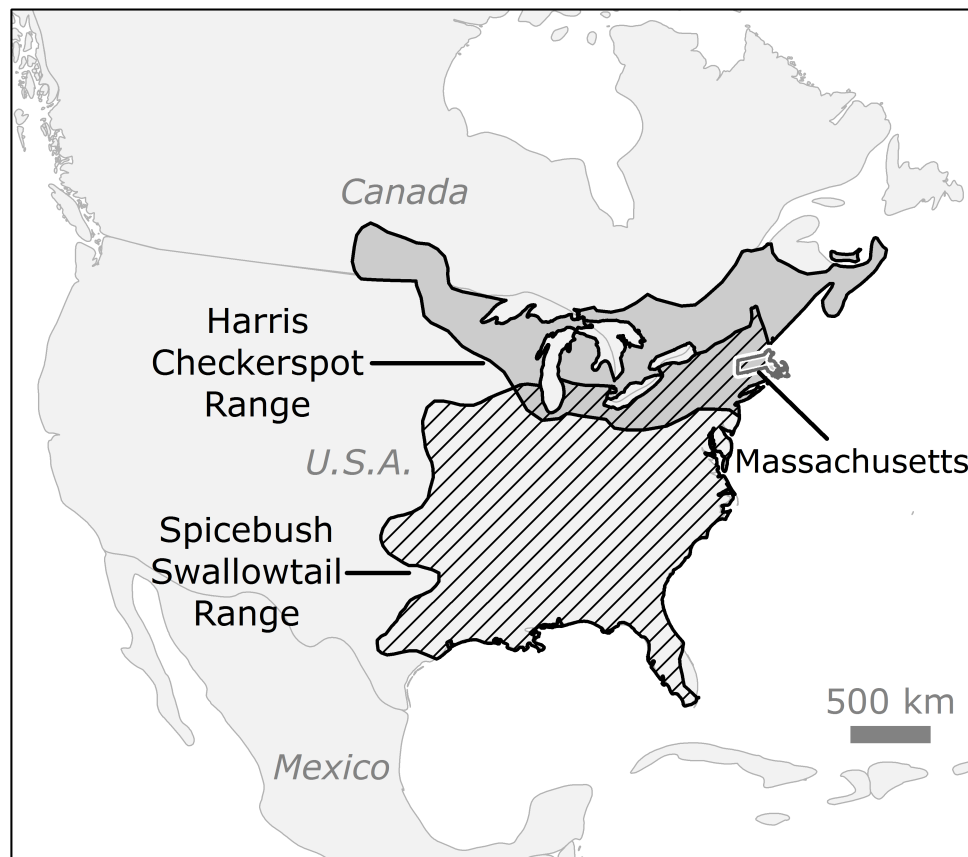 Canada
Harris
Checkerspot
Range
U.S.A.
Massachusetts
Spicebush
Swallowtail
Range
500 km
Mexico